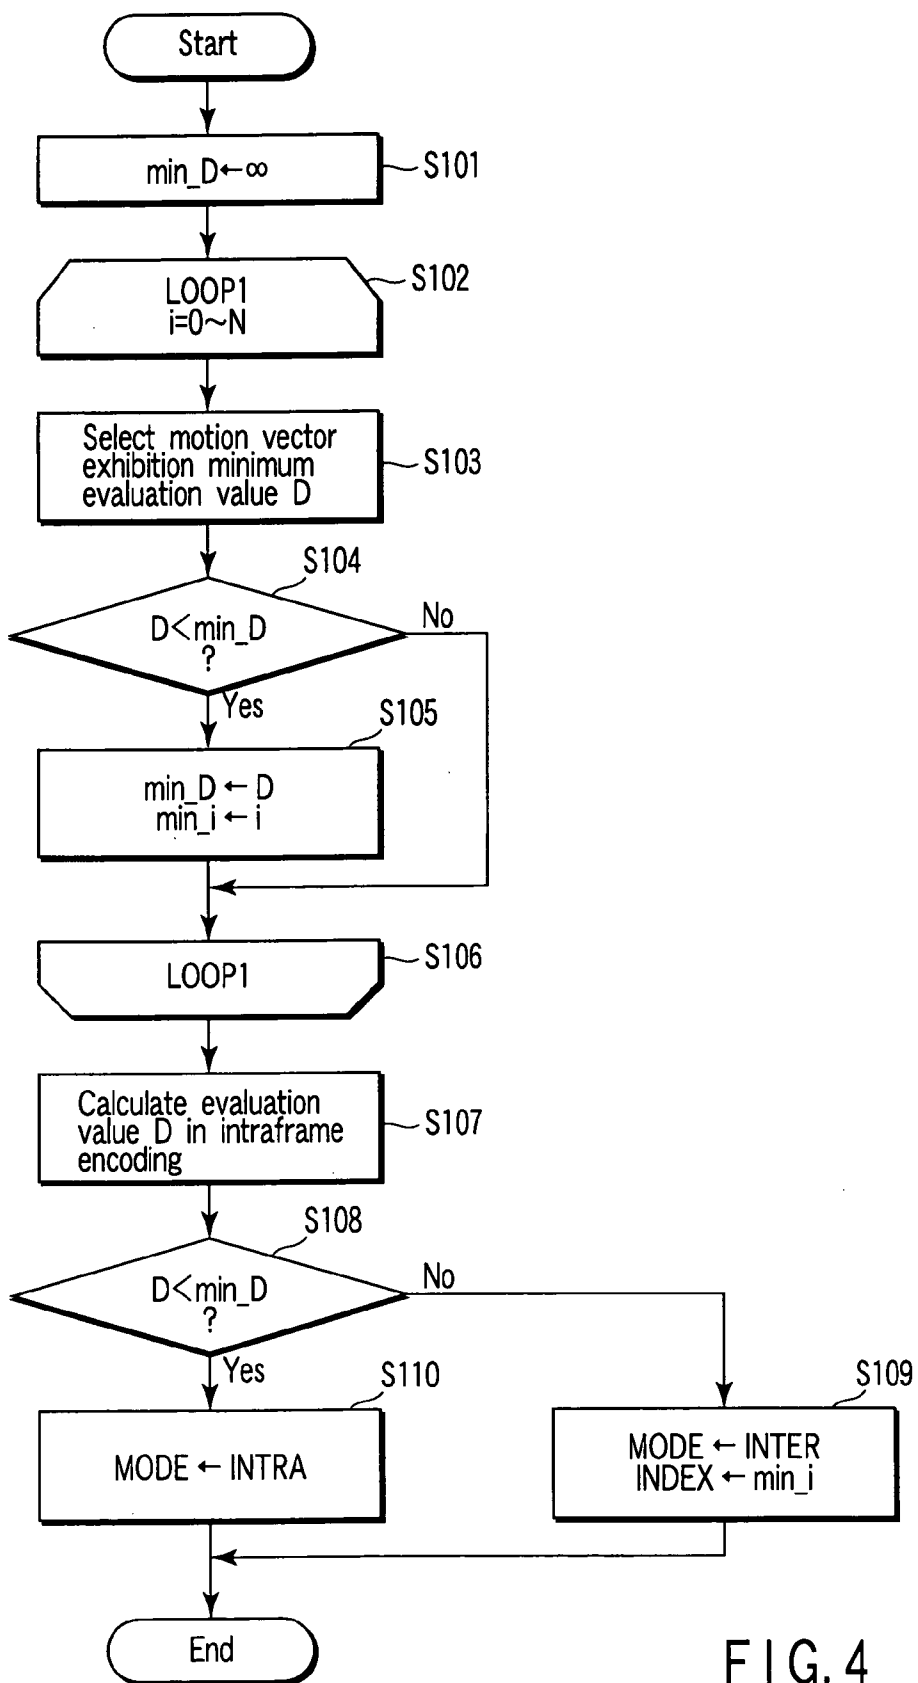 Start
min_D←∞
S101
LOOP1
i=0~N
S102
Select motion vector
exhibition minimum
evaluation value D
S103
S104
D<min_D
?
No
Yes
S105
min_D ← D
min_i ← i
LOOP1
S106
Calculate evaluation
value D in intraframe
encoding
S107
S108
D<min_D
?
No
Yes
S110
MODE ← INTRA
S109
MODE ← INTER
INDEX ← min_i
End
FIG. 4